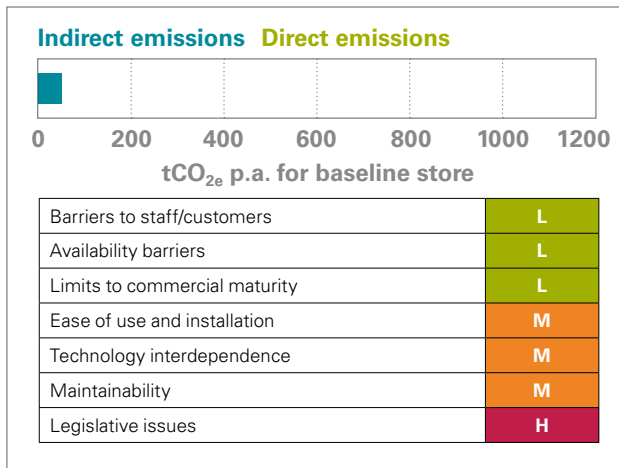 Indirect emissions Direct emissions
0 200 400 600 800 1000 1200
tCO2e p.a. for baseline store
Barriers to staff/customers L
Availability barriers L
Limits to commercial maturity L
Ease of use and installation M
Technology interdependence M
Maintainability M
Legislative issues H